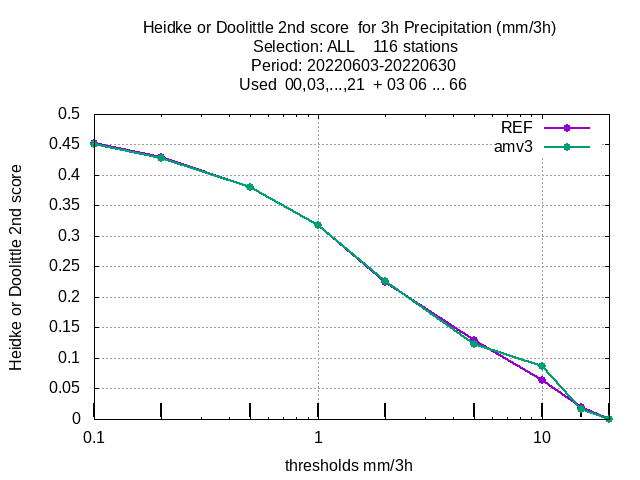 Heidke or Doolittle 2nd score  for 3h Precipitation (mm/3h)
Selection: ALL    116 stations
Period: 20220603-20220630
Used  00,03,...,21  + 03 06 ... 66
REF
amv3
0.5
0.45
0.4
0.35
0.3
0.25
0.2
0.15
0.1
0.05
0
Heidke or Doolittle 2nd score
0.1 1 10
thresholds mm/3h